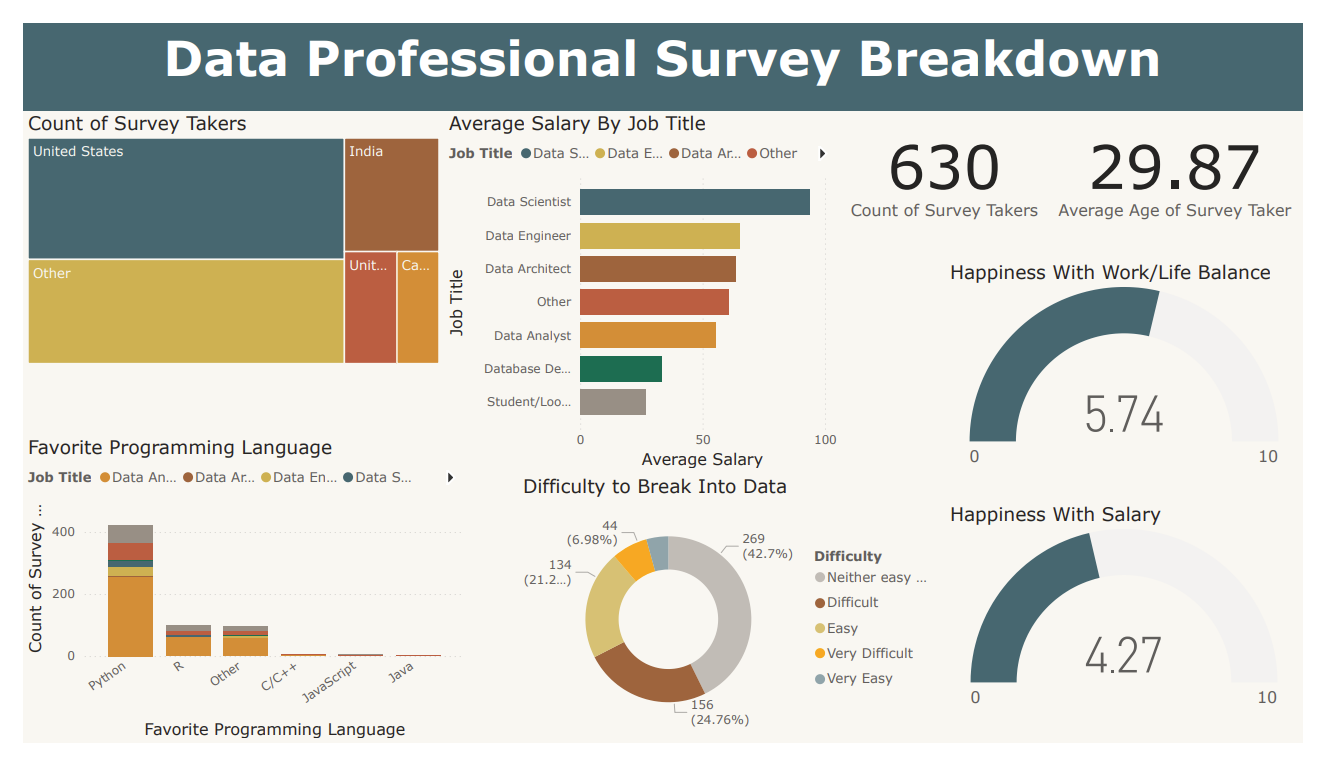 Data Professional Survey Breakdown
Count of Survey Takers
United States
India
Other
Unit...
Ca...
Average Salary By Job Title
Job Title Data S... Data E... Data Ar... Other
Job Title
Data Scientist
Data Engineer
Data Architect
Other
Data Analyst
Database De...
Student/Loo...
0 50 100
Average Salary
630
Count of Survey Takers
29.87
Average Age of Survey Taker
Happiness With Work/Life Balance
5.74
0 10
Favorite Programming Language
Job Title Data An... Data Ar... Data En... Data S...
Count of Survey ...
400
200
0
Python R Other C/C++ JavaScript Java
Favorite Programming Language
Difficulty to Break Into Data
44
(6.98%)
269
(42.7%)
134
(21.2...)
156
(24.76%)
Difficulty
Neither easy ...
Difficult
Easy
Very Difficult
Very Easy
Happiness With Salary
4.27
0 10